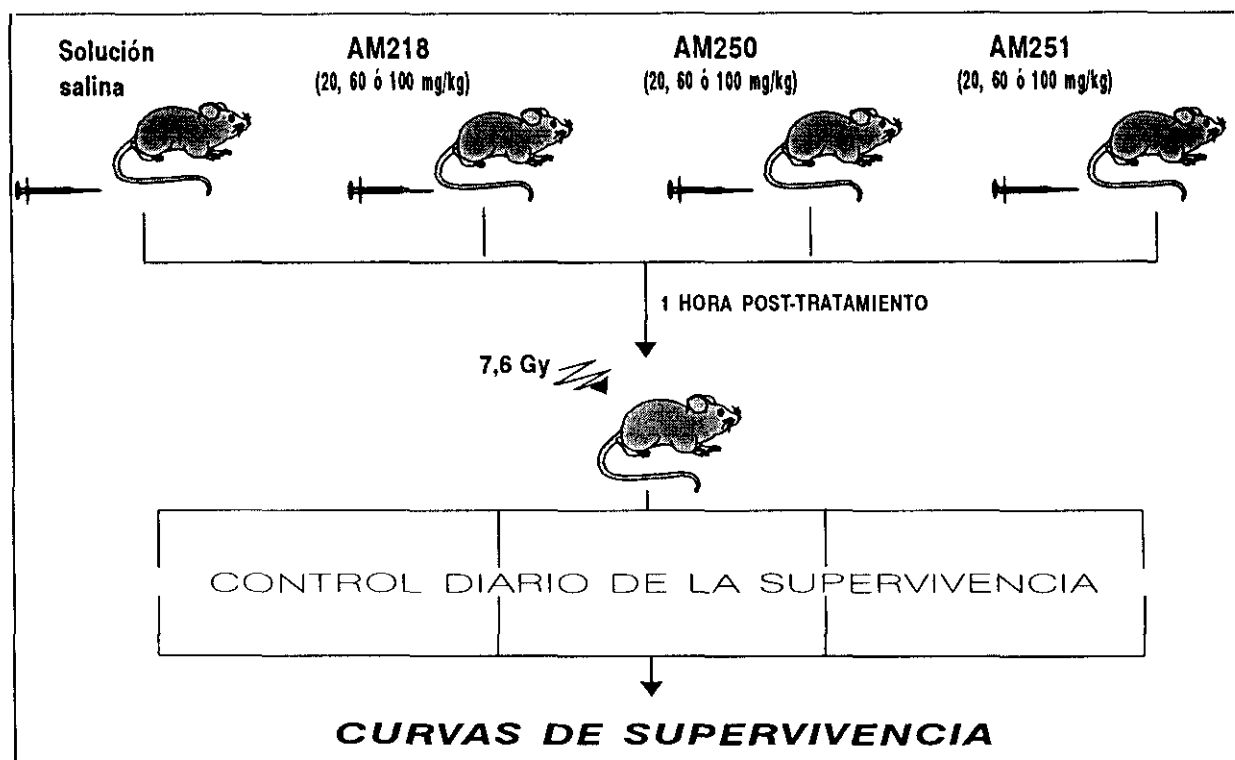 Solución
salina
AM218
(20, 60 ó 100 mg/kg)
AM250
(20, 60 ó 100 mg/kg)
AM251
(20, 60 ó 100 mg/kg)
1 HORA POST-TRATAMIENTO
7,6 Gy
CONTROL DIARIO DE LA SUPERVIVENCIA
CURVAS DE SUPERVIVENCIA